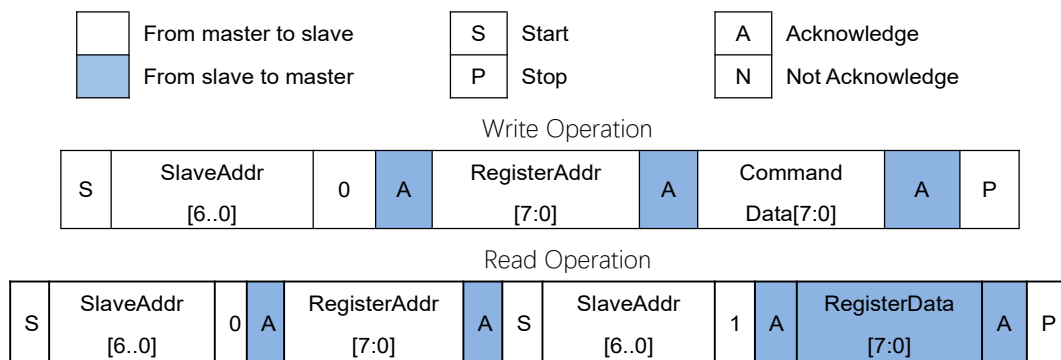 From master to slave S Start A Acknowledge
From slave to master P Stop N Not Acknowledge
Write Operation
S SlaveAddr [6..0] 0 A RegisterAddr [7:0] A Command Data[7:0] A P
Read Operation
S SlaveAddr [6..0] 0 A RegisterAddr [7:0] A S SlaveAddr [6..0] 1 A RegisterData [7:0] A P